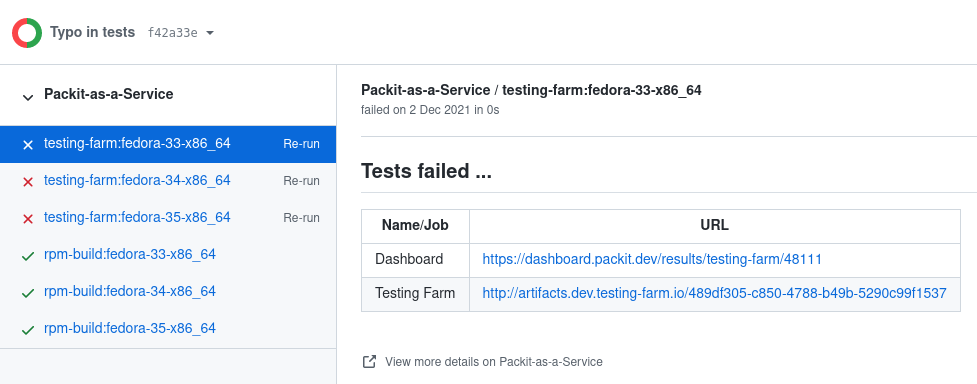 Typo in tests f42a33e
Packit-as-a-Service
testing-farm:fedora-33-x86_64 Re-run
testing-farm:fedora-34-x86_64 Re-run
testing-farm:fedora-35-x86_64 Re-run
rpm-build:fedora-33-x86_64
rpm-build:fedora-34-x86_64
rpm-build:fedora-35-x86_64
Packit-as-a-Service / testing-farm:fedora-33-x86_64
failed on 2 Dec 2021 in 0s
Tests failed ...
Name/Job URL
Dashboard https://dashboard.packit.dev/results/testing-farm/48111
Testing Farm http://artifacts.dev.testing-farm.io/489df305-c850-4788-b49b-5290c99f1537
View more details on Packit-as-a-Service